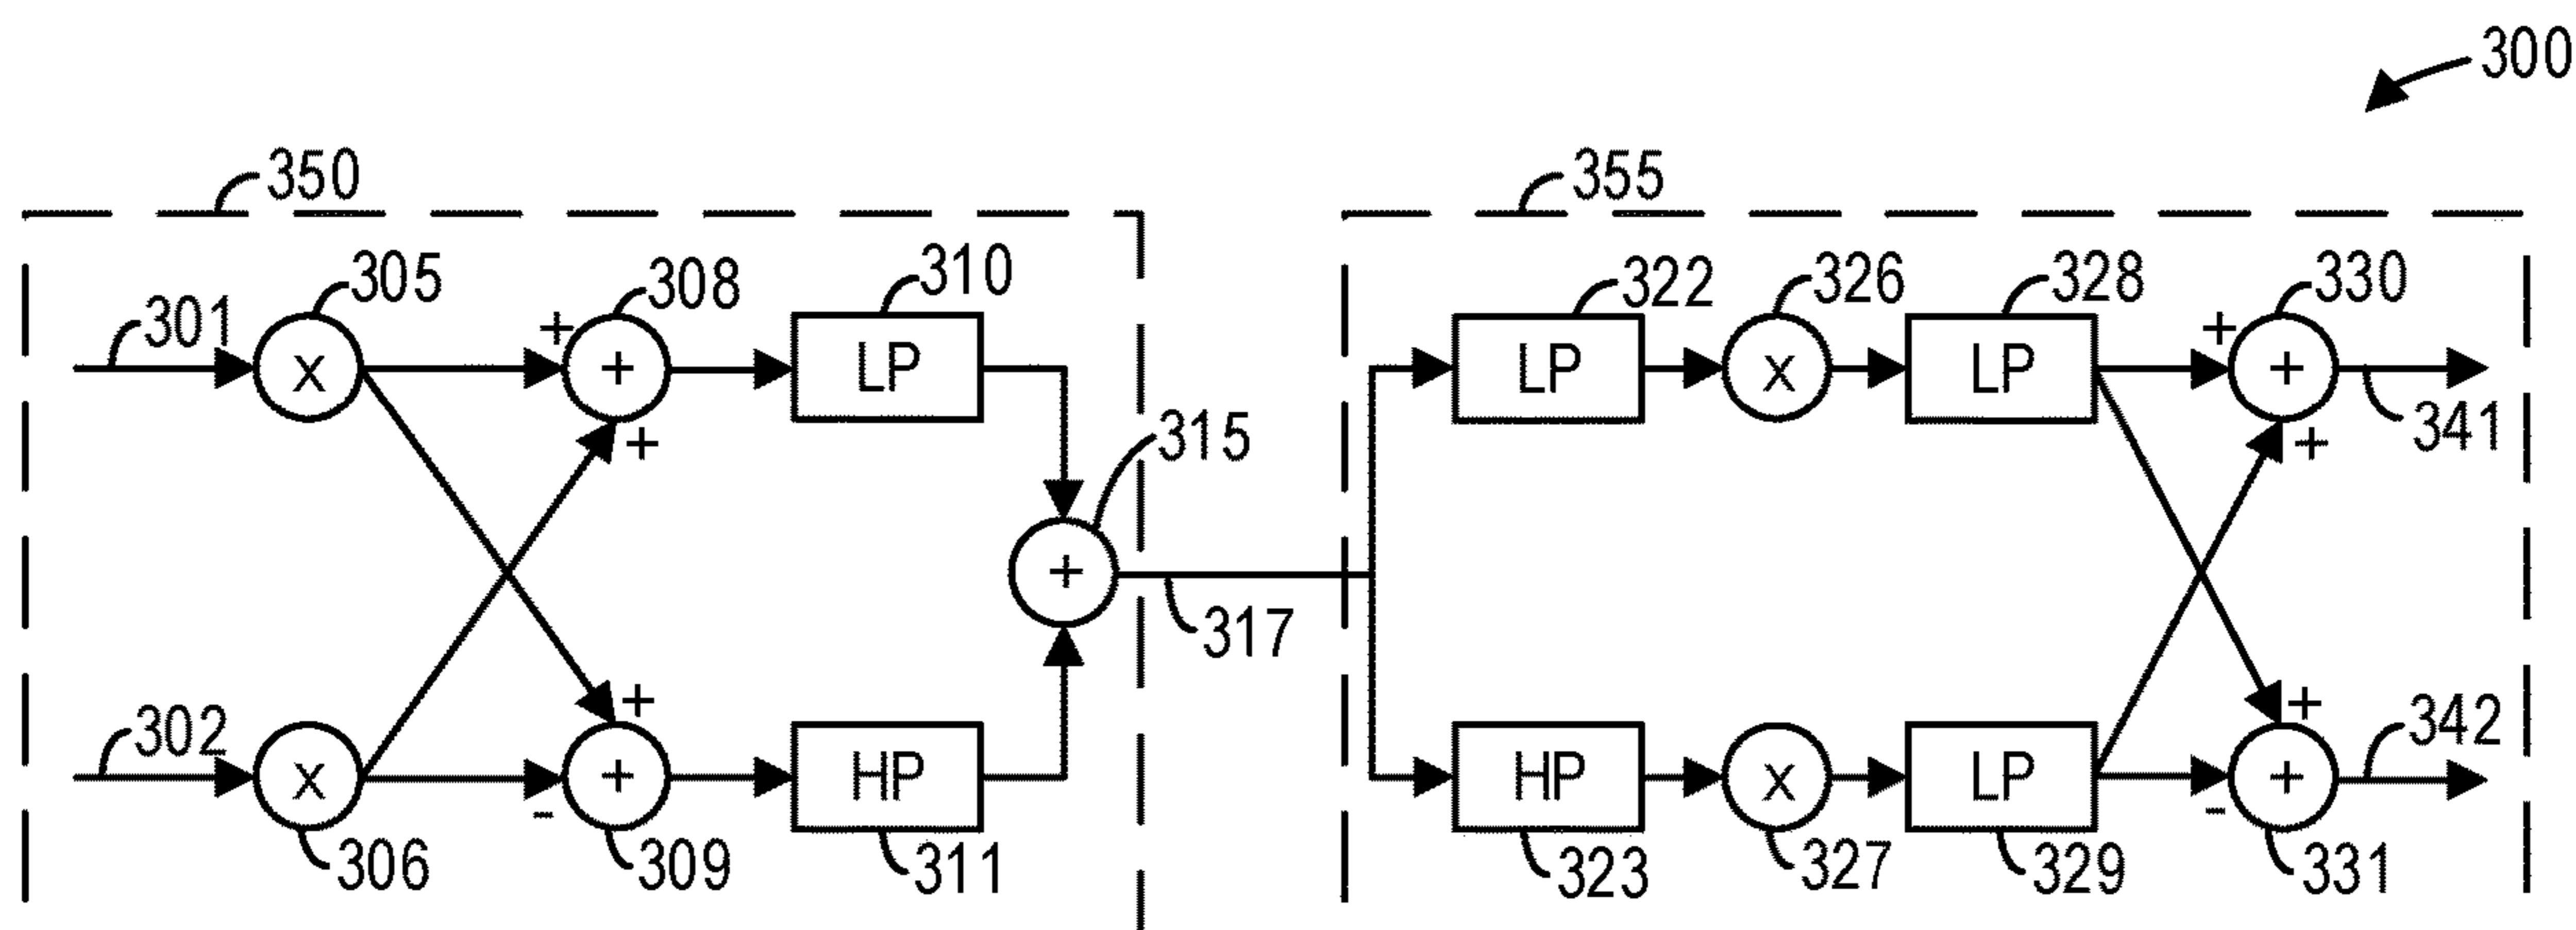 300
350 355
305 308 310 322 326 328 330
301 + +
X + LP LP X LP +
+ 315 + 341
+
317
+ +
302 342
X + HP HP X LP +
- -
306 309 311 323 327 329 331